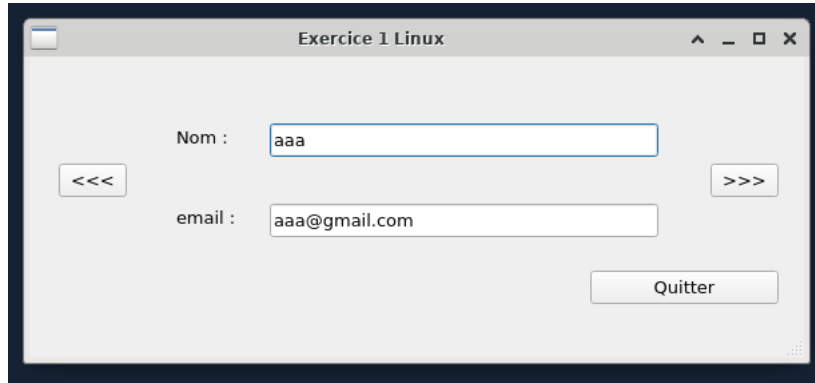 Exercice 1 Linux
Nom :
aaa
<<<
>>>
email :
aaa@gmail.com
Quitter